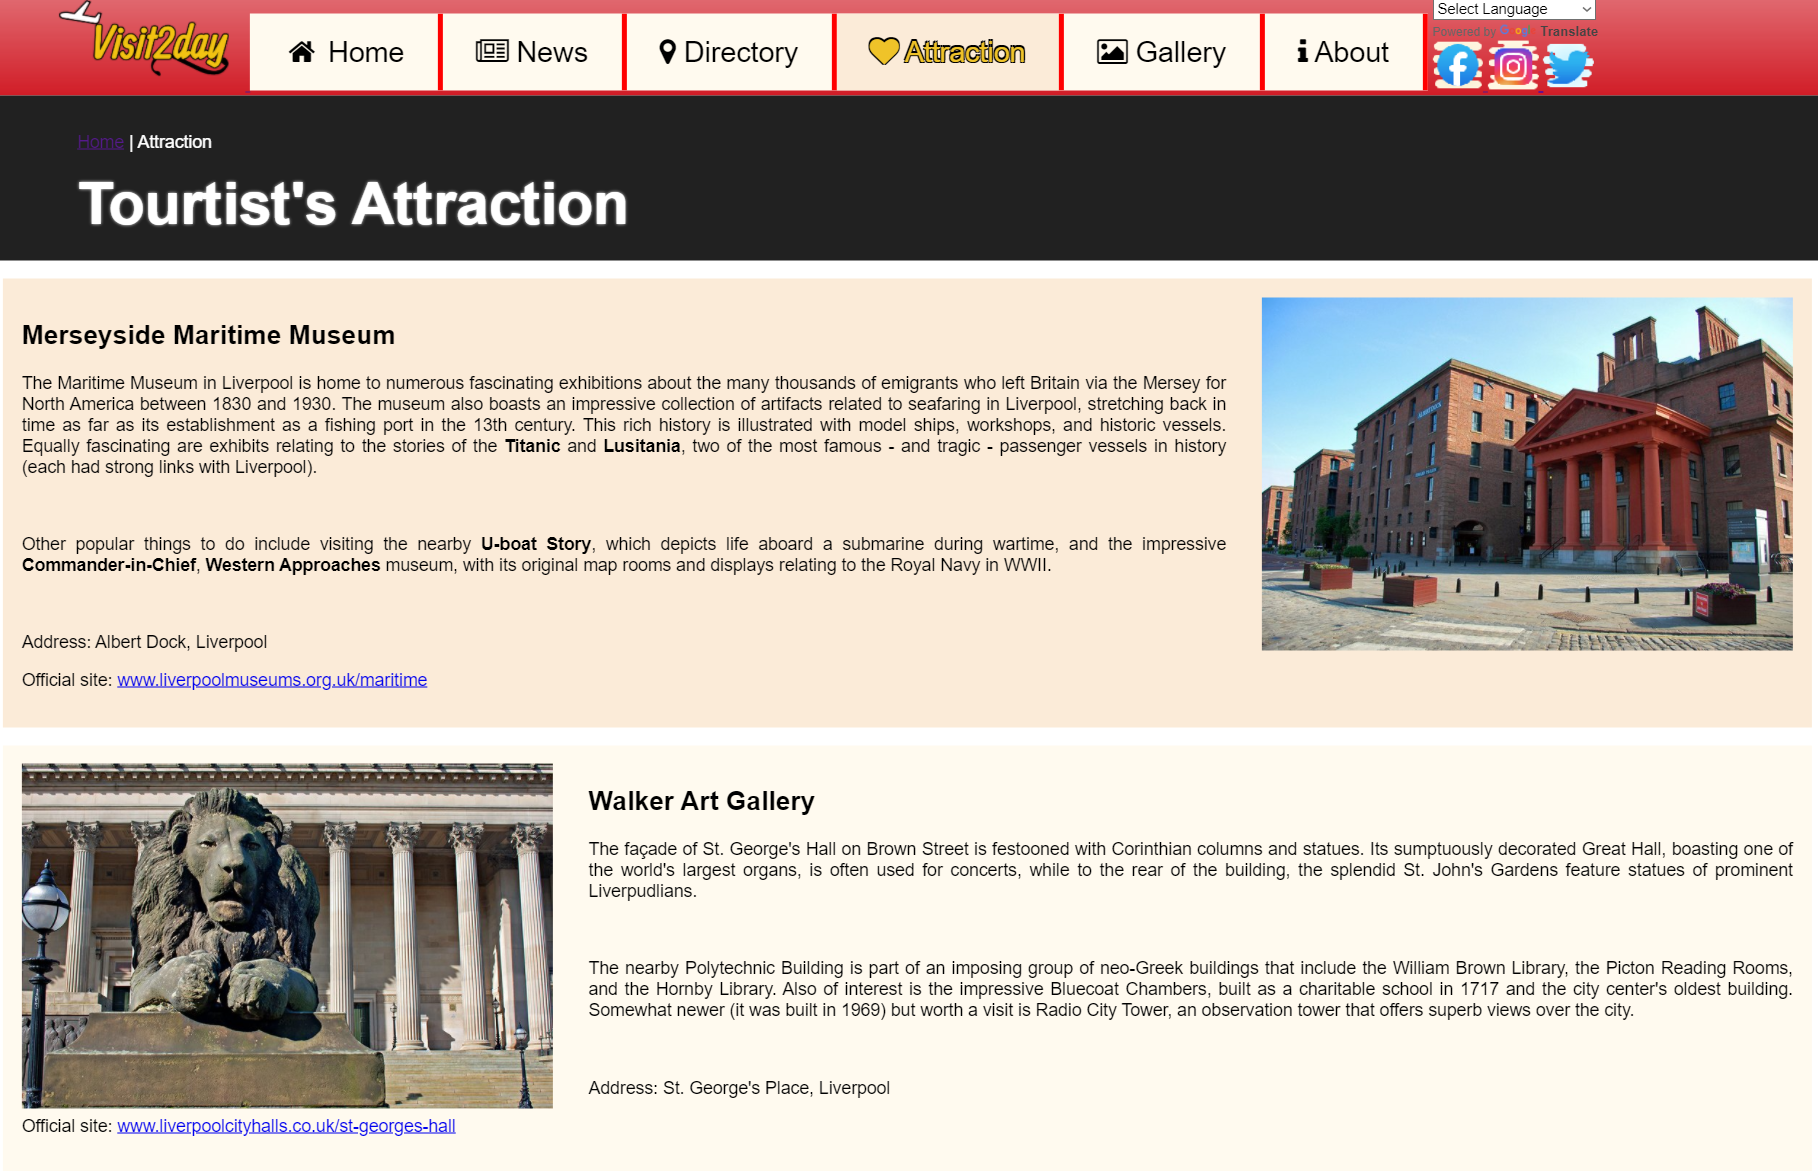 Visit2day
Home
News
Directory
Attraction
Gallery
About
Select Language
Powered by Translate
Home | Attraction
Tourtist's Attraction
Merseyside Maritime Museum
The Maritime Museum in Liverpool is home to numerous fascinating exhibitions about the many thousands of emigrants who left Britain via the Mersey for
North America between 1830 and 1930. The museum also boasts an impressive collection of artifacts related to seafaring in Liverpool, stretching back in
time as far as its establishment as a fishing port in the 13th century. This rich history is illustrated with model ships, workshops, and historic vessels.
Equally fascinating are exhibits relating to the stories of the Titanic and Lusitania, two of the most famous - and tragic - passenger vessels in history
(each had strong links with Liverpool).
Other popular things to do include visiting the nearby U-boat Story, which depicts life aboard a submarine during wartime, and the impressive
Commander-in-Chief, Western Approaches museum, with its original map rooms and displays relating to the Royal Navy in WWII.
Address: Albert Dock, Liverpool
Official site: www.liverpoolmuseums.org.uk/maritime
Walker Art Gallery
The façade of St. George's Hall on Brown Street is festooned with Corinthian columns and statues. Its sumptuously decorated Great Hall, boasting one of
the world's largest organs, is often used for concerts, while to the rear of the building, the splendid St. John's Gardens feature statues of prominent
Liverpudlians.
The nearby Polytechnic Building is part of an imposing group of neo-Greek buildings that include the William Brown Library, the Picton Reading Rooms,
and the Hornby Library. Also of interest is the impressive Bluecoat Chambers, built as a charitable school in 1717 and the city center's oldest building.
Somewhat newer (it was built in 1969) but worth a visit is Radio City Tower, an observation tower that offers superb views over the city.
Address: St. George's Place, Liverpool
Official site: www.liverpoolcityhalls.co.uk/st-georges-hall